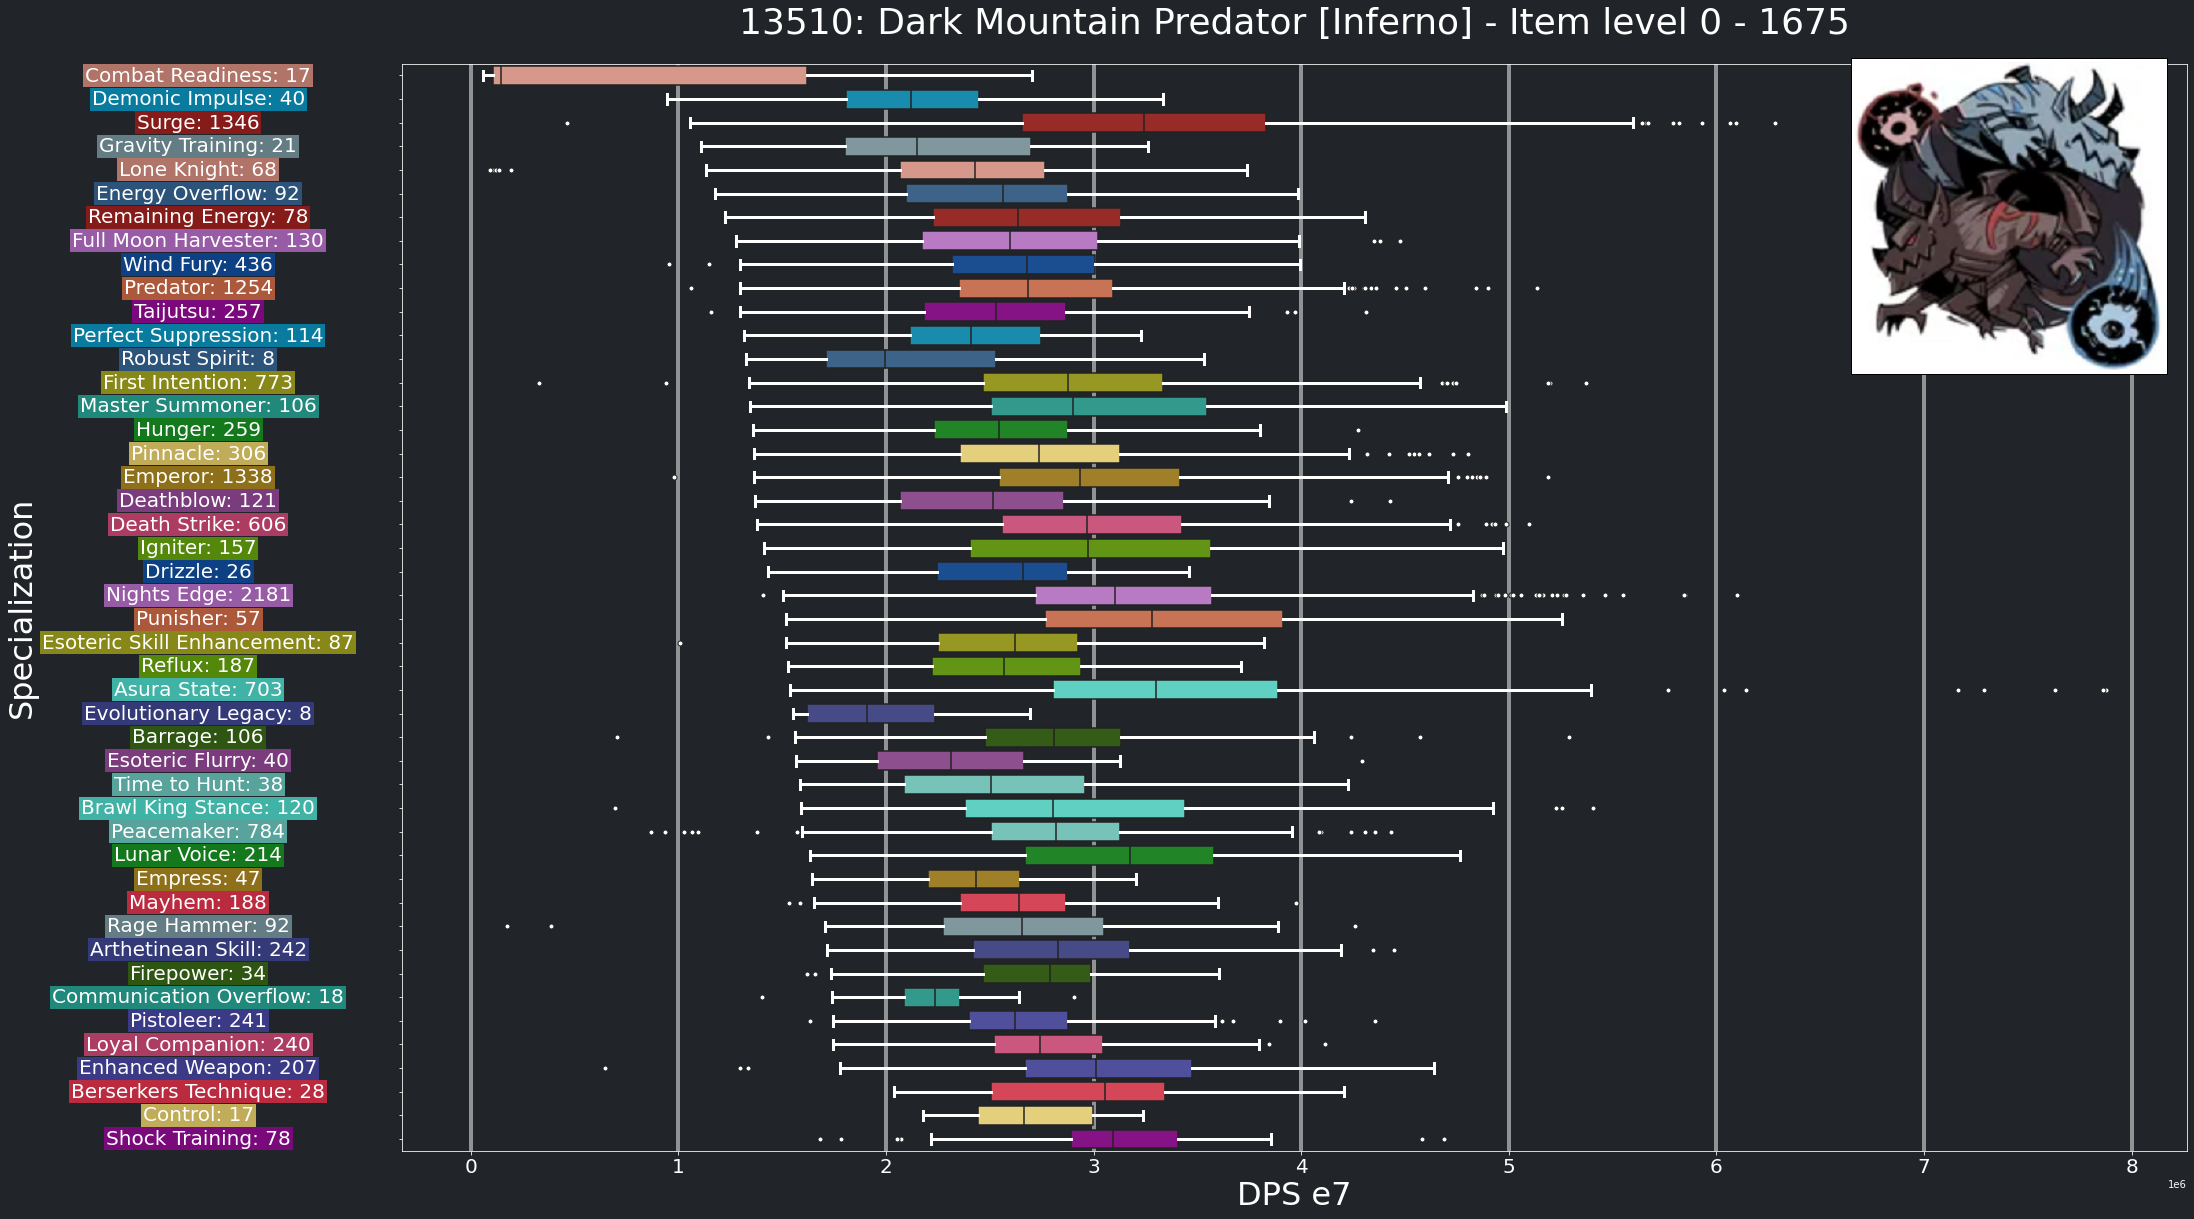 13510: Dark Mountain Predator [Inferno] - Item level 0 - 1675
Specialization
Combat Readiness: 17
Demonic Impulse: 40
Surge: 1346
Gravity Training: 21
Lone Knight: 68
Energy Overflow: 92
Remaining Energy: 78
Full Moon Harvester: 130
Wind Fury: 436
Predator: 1254
Taijutsu: 257
Perfect Suppression: 114
Robust Spirit: 8
First Intention: 773
Master Summoner: 106
Hunger: 259
Pinnacle: 306
Emperor: 1338
Deathblow: 121
Death Strike: 606
Igniter: 157
Drizzle: 26
Nights Edge: 2181
Punisher: 57
Esoteric Skill Enhancement: 87
Reflux: 187
Asura State: 703
Evolutionary Legacy: 8
Barrage: 106
Esoteric Flurry: 40
Time to Hunt: 38
Brawl King Stance: 120
Peacemaker: 784
Lunar Voice: 214
Empress: 47
Mayhem: 188
Rage Hammer: 92
Arthetinean Skill: 242
Firepower: 34
Communication Overflow: 18
Pistoleer: 241
Loyal Companion: 240
Enhanced Weapon: 207
Berserkers Technique: 28
Control: 17
Shock Training: 78
0 1 2 3 4 5 6 7 8
DPS e7
1e6